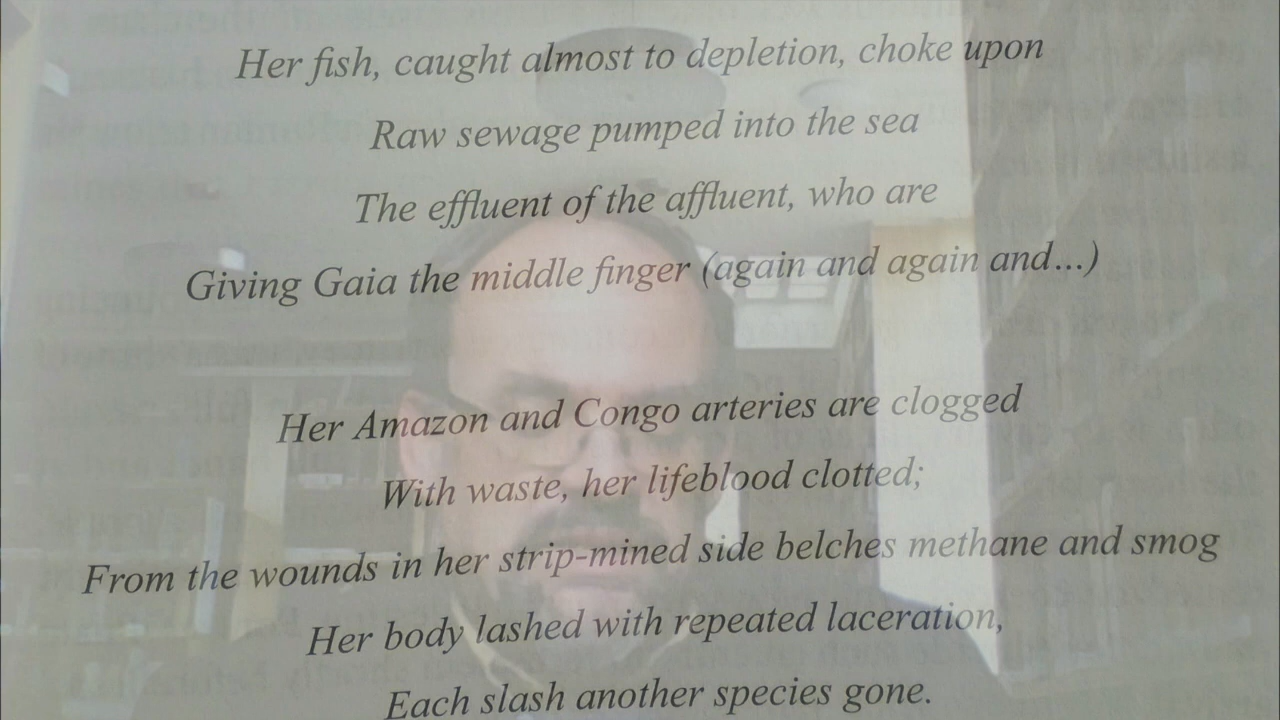 Her fish, caught almost to depletion, choke upon
Raw sewage pumped into the sea
The effluent of the affluent, who are
Giving Gaia the middle finger (again and again and...)
Her Amazon and Congo arteries are clogged
With waste, her lifeblood clotted;
From the wounds in her strip-mined side belches methane and smog
Her body lashed with repeated laceration,
Each slash another species gone.